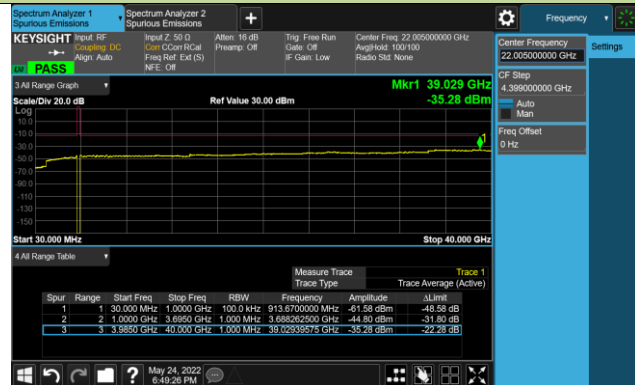 Spectrum Analyzer 1
Spurious Emissions
Spectrum Analyzer 2
Spurious Emissions
+
Frequency
KEYSIGHT
Input: RF
Coupling: DC
Align: Auto
Input Z: 50 Ω
Corr CCorr RCal
Freq Ref: Ext (S)
NFE: Off
Atten: 16 dB
Preamp: Off
Trig: Free Run
Gate: Off
IF Gain: Low
Center Freq: 22.005000000 GHz
Avg|Hold: 100/100
Radio Std: None
PASS
Center Frequency
22.005000000 GHz
Settings
CF Step
4.399000000 GHz
Auto
Man
Freq Offset
0 Hz
3 All Range Graph
Mkr1 39.029 GHz
-35.28 dBm
Scale/Div 20.0 dB
Ref Value 30.00 dBm
Log
10.0
-10.0
-30.0
-50.0
-70.0
-90.0
-110
-130
-150
1
Start 30.000 MHz
Stop 40.000 GHz
4 All Range Table
Measure Trace Trace 1
Trace Type Trace Average (Active)
Spur Range Start Freq Stop Freq RBW Frequency Amplitude ΔLimit
1 1 30.000 MHz 1.0000 GHz 100.0 kHz 913.6700000 MHz -61.58 dBm -48.58 dB
2 2 1.0000 GHz 3.6950 GHz 1.000 MHz 3.688262500 GHz -44.80 dBm -31.80 dB
3 3 3.9850 GHz 40.000 GHz 1.000 MHz 39.02939575 GHz -35.28 dBm -22.28 dB
?
May 24, 2022
6:49:26 PM